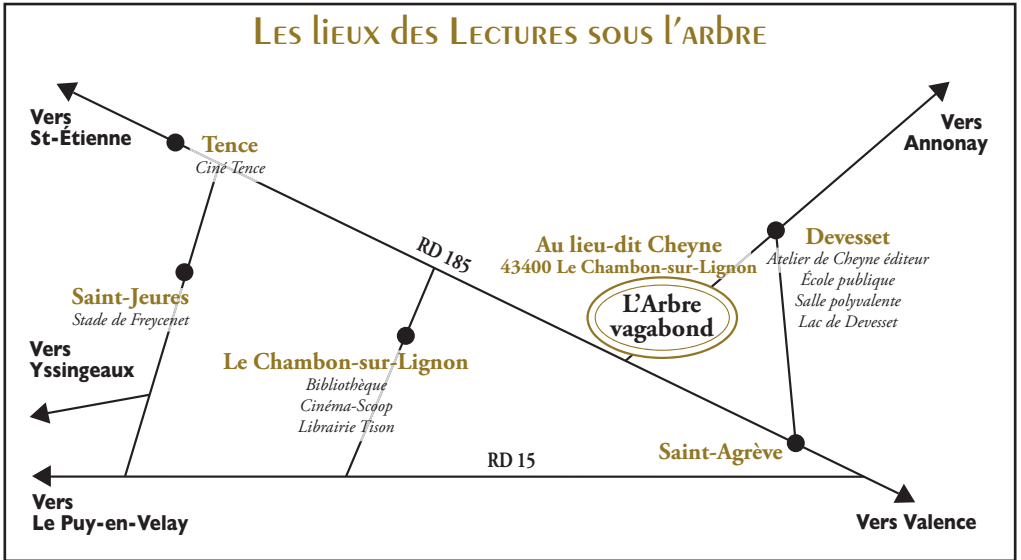 Les lieux des Lectures sous l'arbre
Vers
St-Étienne
Tence
Ciné Tence
Vers
Annonay
RD 185
Au lieu-dit Cheyne
43400 Le Chambon-sur-Lignon
L'Arbre
vagabond
Devesset
Atelier de Cheyne éditeur
École publique
Salle polyvalente
Lac de Devesset
Saint-Jeures
Stade de Freycenet
Vers
Yssingeaux
Le Chambon-sur-Lignon
Bibliothèque
Cinéma-Scoop
Librairie Tison
Saint-Agrève
RD 15
Vers
Le Puy-en-Velay
Vers Valence